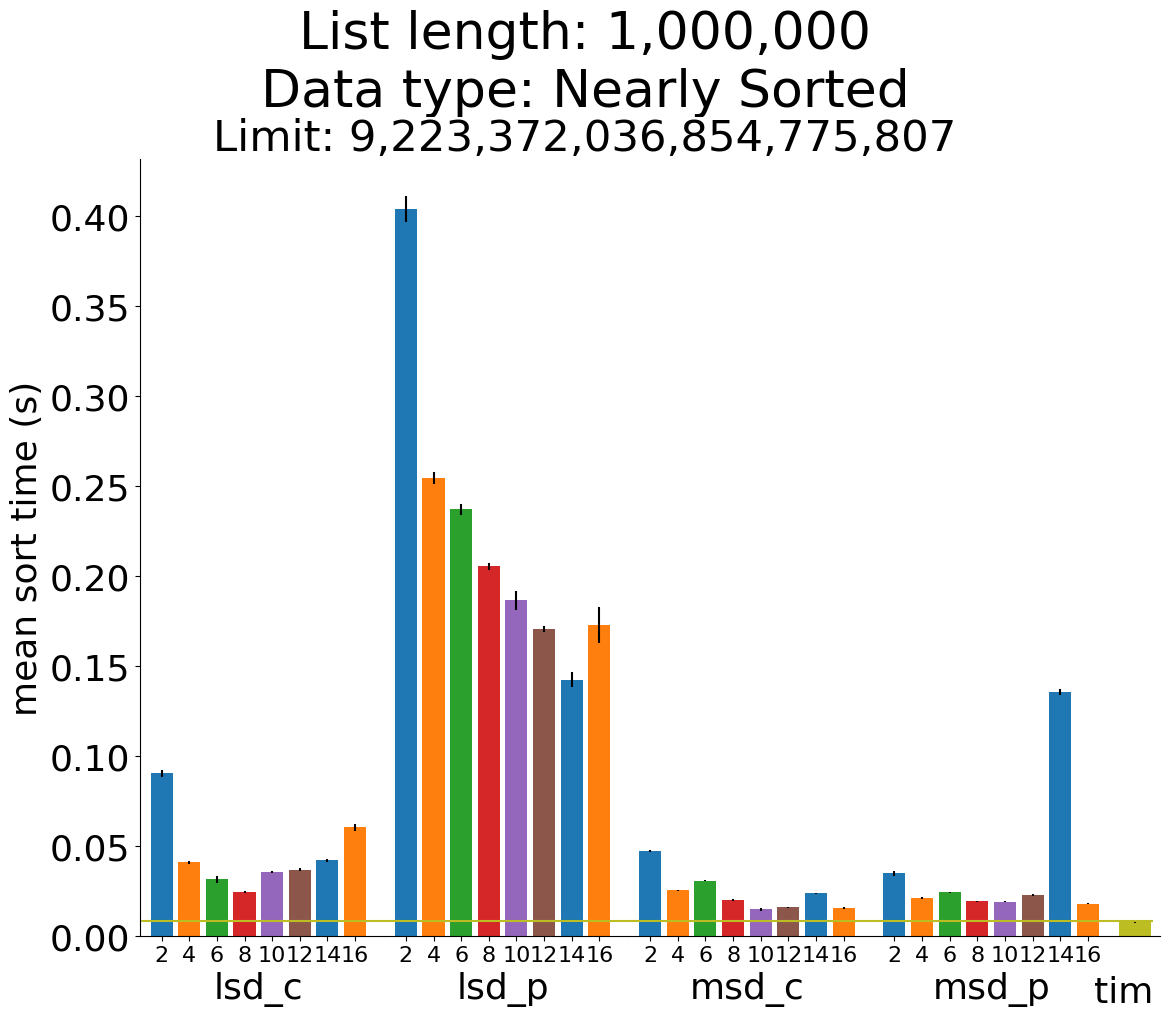 List length: 1,000,000
Data type: Nearly Sorted
Limit: 9,223,372,036,854,775,807
mean sort time (s)
0.40
0.35
0.30
0.25
0.20
0.15
0.10
0.05
0.00
2 4 6 8 10 12 14 16 2 4 6 8 10 12 14 16 2 4 6 8 10 12 14 16 2 4 6 8 10 12 14 16
lsd_c lsd_p msd_c msd_p tim